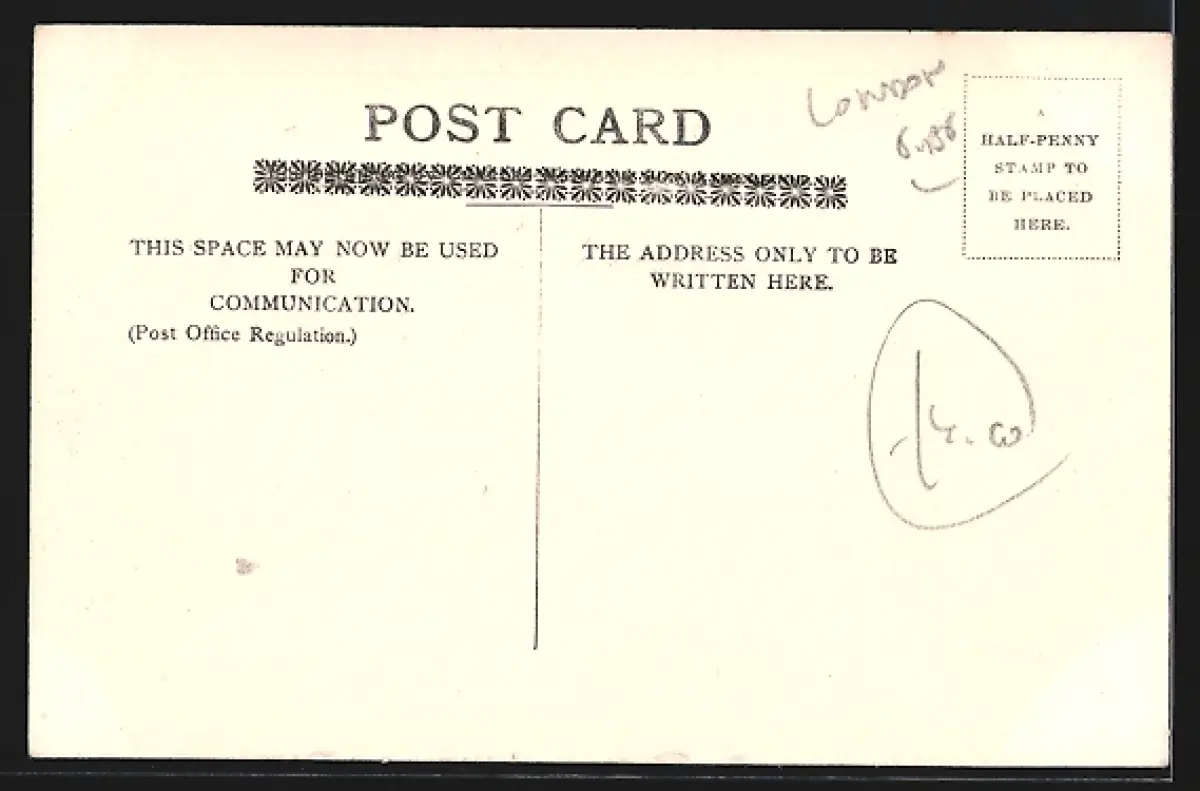 POST CARD
London
A
HALF-PENNY
STAMP TO
BE PLACED
HERE.
THIS SPACE MAY NOW BE USED
FOR
COMMUNICATION.
(Post Office Regulation.)
THE ADDRESS ONLY TO BE
WRITTEN HERE.